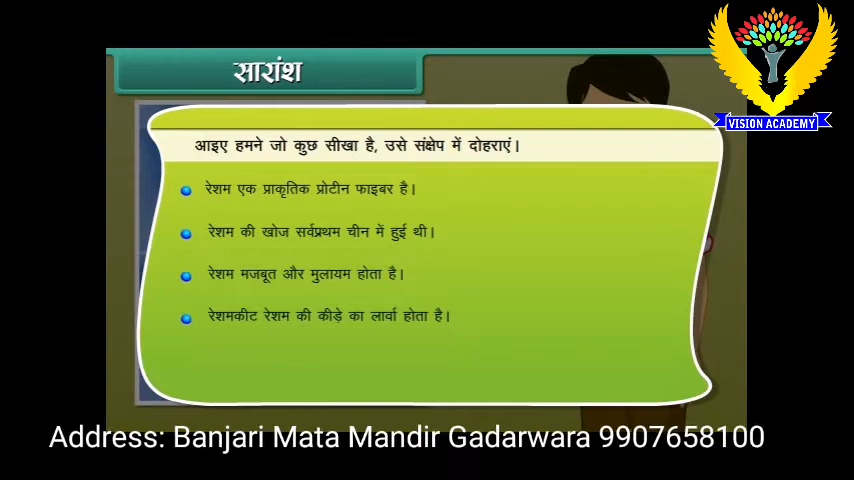 सारांश
VISION ACADEMY
आइए हमने जो कुछ सीखा है, उसे संक्षेप में दोहराएं।
रेशम एक प्राकृतिक प्रोटीन फाइबर है।
रेशम की खोज सर्वप्रथम चीन में हुई थी।
रेशम मजबूत और मुलायम होता है।
रेशमकीट रेशम की कीड़े का लार्वा होता है।
Address: Banjari Mata Mandir Gadarwara 9907658100